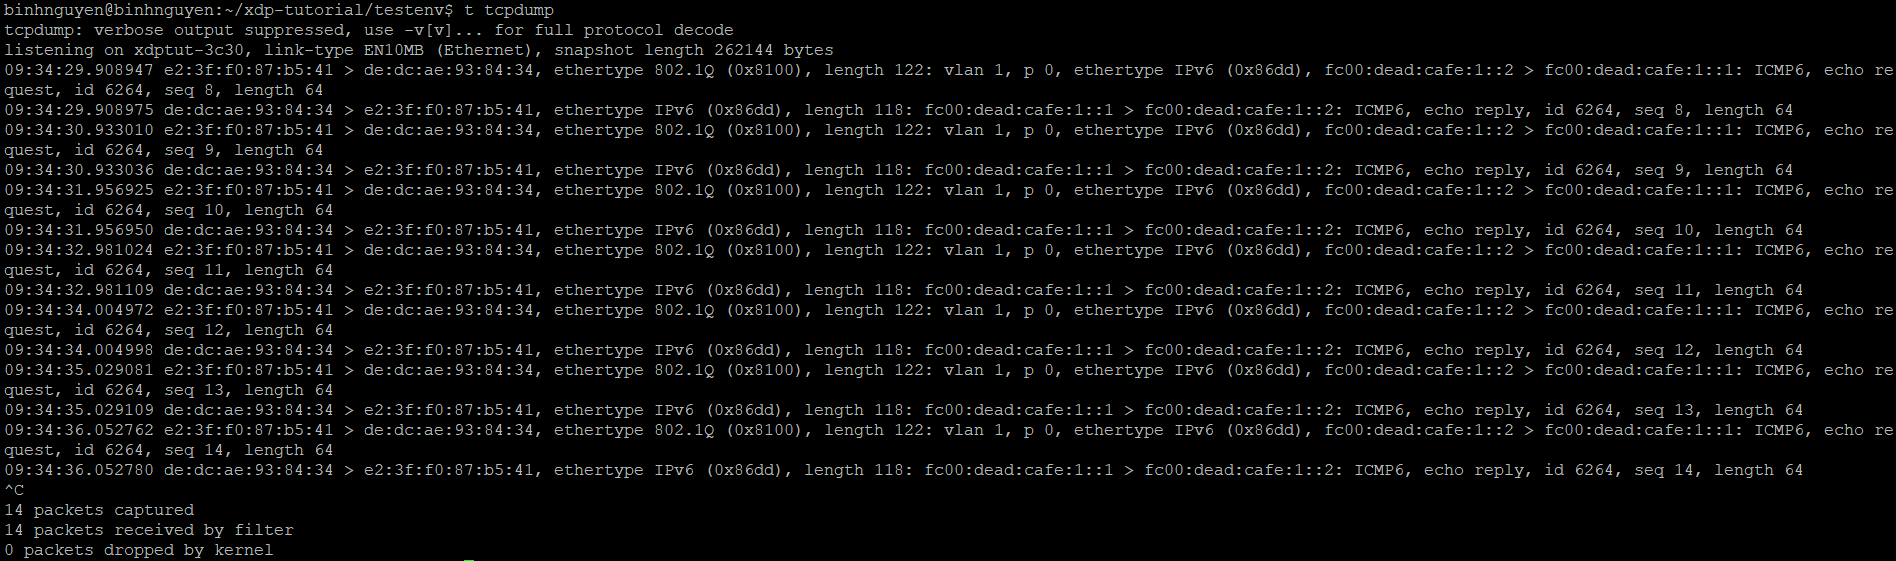 binhnguyen@binhnguyen:~/xdp-tutorial/testenv$ t tcpdump
tcpdump: verbose output suppressed, use -v[v]... for full protocol decode
listening on xdptut-3c30, link-type EN10MB (Ethernet), snapshot length 262144 bytes
09:34:29.908947 e2:3f:f0:87:b5:41 > de:dc:ae:93:84:34, ethertype 802.1Q (0x8100), length 122: vlan 1, p 0, ethertype IPv6 (0x86dd), fc00:dead:cafe:1::2 > fc00:dead:cafe:1::1: ICMP6, echo re
quest, id 6264, seq 8, length 64
09:34:29.908975 de:dc:ae:93:84:34 > e2:3f:f0:87:b5:41, ethertype IPv6 (0x86dd), length 118: fc00:dead:cafe:1::1 > fc00:dead:cafe:1::2: ICMP6, echo reply, id 6264, seq 8, length 64
09:34:30.933010 e2:3f:f0:87:b5:41 > de:dc:ae:93:84:34, ethertype 802.1Q (0x8100), length 122: vlan 1, p 0, ethertype IPv6 (0x86dd), fc00:dead:cafe:1::2 > fc00:dead:cafe:1::1: ICMP6, echo re
quest, id 6264, seq 9, length 64
09:34:30.933036 de:dc:ae:93:84:34 > e2:3f:f0:87:b5:41, ethertype IPv6 (0x86dd), length 118: fc00:dead:cafe:1::1 > fc00:dead:cafe:1::2: ICMP6, echo reply, id 6264, seq 9, length 64
09:34:31.956925 e2:3f:f0:87:b5:41 > de:dc:ae:93:84:34, ethertype 802.1Q (0x8100), length 122: vlan 1, p 0, ethertype IPv6 (0x86dd), fc00:dead:cafe:1::2 > fc00:dead:cafe:1::1: ICMP6, echo re
quest, id 6264, seq 10, length 64
09:34:31.956950 de:dc:ae:93:84:34 > e2:3f:f0:87:b5:41, ethertype IPv6 (0x86dd), length 118: fc00:dead:cafe:1::1 > fc00:dead:cafe:1::2: ICMP6, echo reply, id 6264, seq 10, length 64
09:34:32.981024 e2:3f:f0:87:b5:41 > de:dc:ae:93:84:34, ethertype 802.1Q (0x8100), length 122: vlan 1, p 0, ethertype IPv6 (0x86dd), fc00:dead:cafe:1::2 > fc00:dead:cafe:1::1: ICMP6, echo re
quest, id 6264, seq 11, length 64
09:34:32.981109 de:dc:ae:93:84:34 > e2:3f:f0:87:b5:41, ethertype IPv6 (0x86dd), length 118: fc00:dead:cafe:1::1 > fc00:dead:cafe:1::2: ICMP6, echo reply, id 6264, seq 11, length 64
09:34:34.004972 e2:3f:f0:87:b5:41 > de:dc:ae:93:84:34, ethertype 802.1Q (0x8100), length 122: vlan 1, p 0, ethertype IPv6 (0x86dd), fc00:dead:cafe:1::2 > fc00:dead:cafe:1::1: ICMP6, echo re
quest, id 6264, seq 12, length 64
09:34:34.004998 de:dc:ae:93:84:34 > e2:3f:f0:87:b5:41, ethertype IPv6 (0x86dd), length 118: fc00:dead:cafe:1::1 > fc00:dead:cafe:1::2: ICMP6, echo reply, id 6264, seq 12, length 64
09:34:35.029081 e2:3f:f0:87:b5:41 > de:dc:ae:93:84:34, ethertype 802.1Q (0x8100), length 122: vlan 1, p 0, ethertype IPv6 (0x86dd), fc00:dead:cafe:1::2 > fc00:dead:cafe:1::1: ICMP6, echo re
quest, id 6264, seq 13, length 64
09:34:35.029109 de:dc:ae:93:84:34 > e2:3f:f0:87:b5:41, ethertype IPv6 (0x86dd), length 118: fc00:dead:cafe:1::1 > fc00:dead:cafe:1::2: ICMP6, echo reply, id 6264, seq 13, length 64
09:34:36.052762 e2:3f:f0:87:b5:41 > de:dc:ae:93:84:34, ethertype 802.1Q (0x8100), length 122: vlan 1, p 0, ethertype IPv6 (0x86dd), fc00:dead:cafe:1::2 > fc00:dead:cafe:1::1: ICMP6, echo re
quest, id 6264, seq 14, length 64
09:34:36.052780 de:dc:ae:93:84:34 > e2:3f:f0:87:b5:41, ethertype IPv6 (0x86dd), length 118: fc00:dead:cafe:1::1 > fc00:dead:cafe:1::2: ICMP6, echo reply, id 6264, seq 14, length 64
^C
14 packets captured
14 packets received by filter
0 packets dropped by kernel